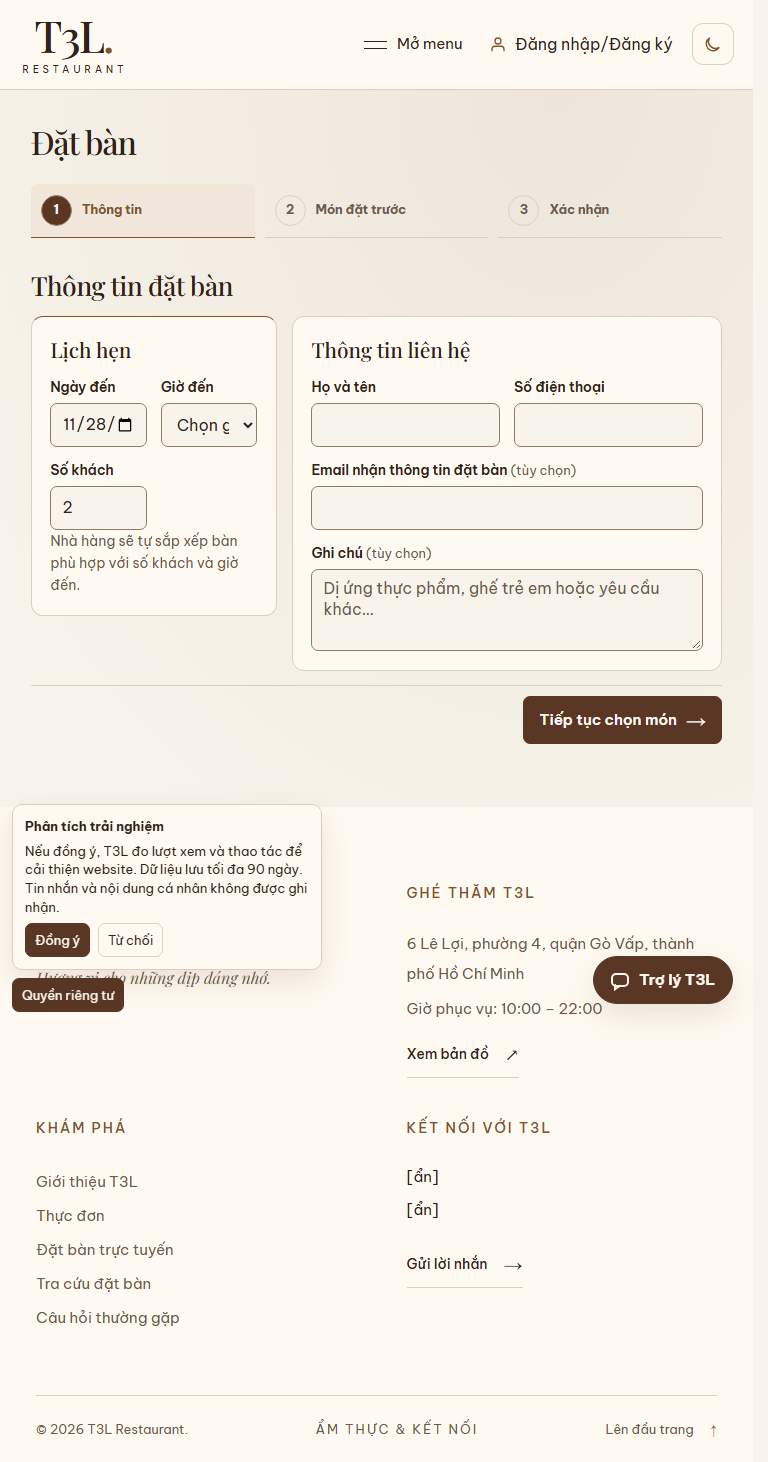 T3L.
RESTAURANT
Mở menu
Đăng nhập/Đăng ký
Đặt bàn
1 Thông tin
2 Món đặt trước
3 Xác nhận
Thông tin đặt bàn
Lịch hẹn
Ngày đến
Giờ đến
11/28/
Chọn g
Số khách
2
Nhà hàng sẽ tự sắp xếp bàn
phù hợp với số khách và giờ
đến.
Thông tin liên hệ
Họ và tên
Số điện thoại
Email nhận thông tin đặt bàn (tùy chọn)
Ghi chú (tùy chọn)
Dị ứng thực phẩm, ghế trẻ em hoặc yêu cầu
khác...
Tiếp tục chọn món →
Phân tích trải nghiệm
Nếu đồng ý, T3L đo lượt xem và thao tác để
cải thiện website. Dữ liệu lưu tối đa 90 ngày.
Tin nhắn và nội dung cá nhân không được ghi
nhận.
Đồng ý
Từ chối
Hương vị cho những dịp đáng nhớ.
Quyền riêng tư
GHÉ THĂM T3L
6 Lê Lợi, phường 4, quận Gò Vấp, thành
phố Hồ Chí Minh
Giờ phục vụ: 10:00 – 22:00
Xem bản đồ ↗
Trợ lý T3L
KHÁM PHÁ
Giới thiệu T3L
Thực đơn
Đặt bàn trực tuyến
Tra cứu đặt bàn
Câu hỏi thường gặp
KẾT NỐI VỚI T3L
[ẩn]
[ẩn]
Gửi lời nhắn →
© 2026 T3L Restaurant.
ẨM THỰC & KẾT NỐI
Lên đầu trang ↑